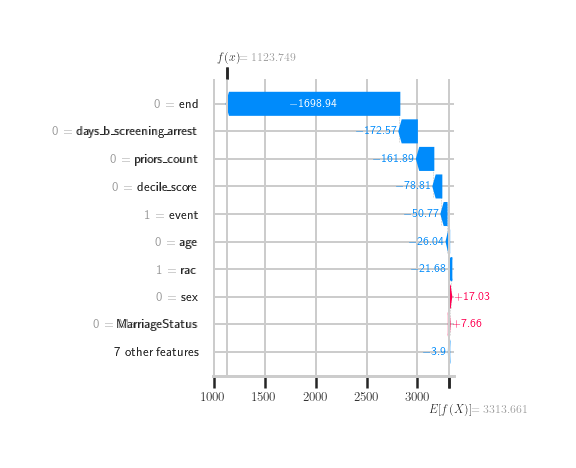 f(x) = 1123.749
0 = end
−1698.94
0 = days_b_screening_arrest
−172.57
0 = priors_count
−161.89
0 = decile_score
−78.81
1 = event
−50.77
0 = age
−26.04
1 = rac
−21.68
0 = sex
+17.03
0 = MarriageStatus
+7.66
7 other features
−3.9
1000 1500 2000 2500 3000
E[f(X)] = 3313.661